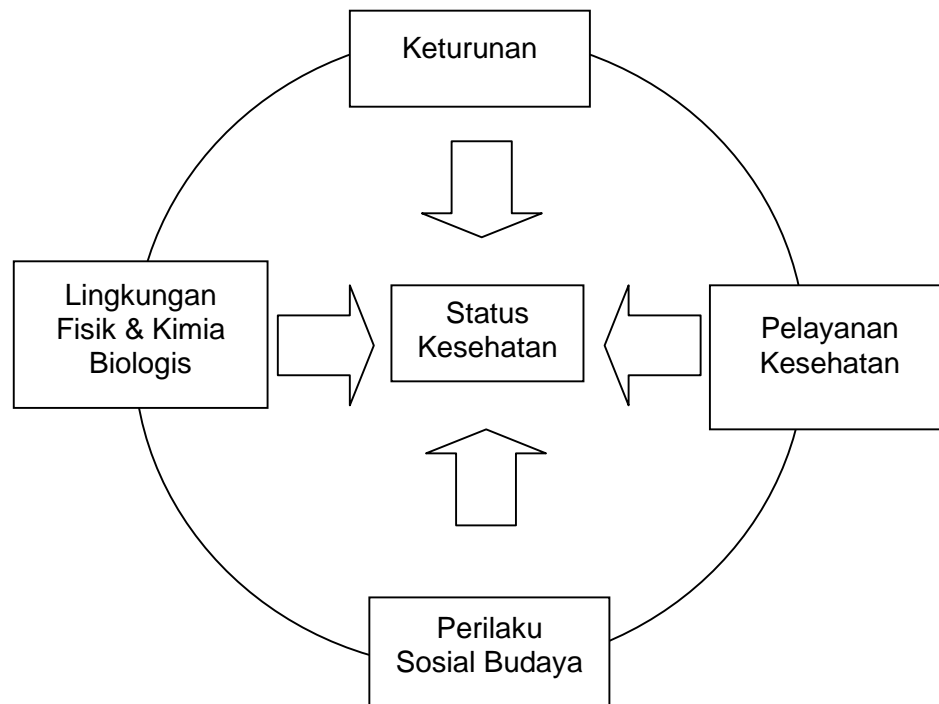 Keturunan
Lingkungan
Fisik & Kimia
Biologis
Status
Kesehatan
Pelayanan
Kesehatan
Perilaku
Sosial Budaya